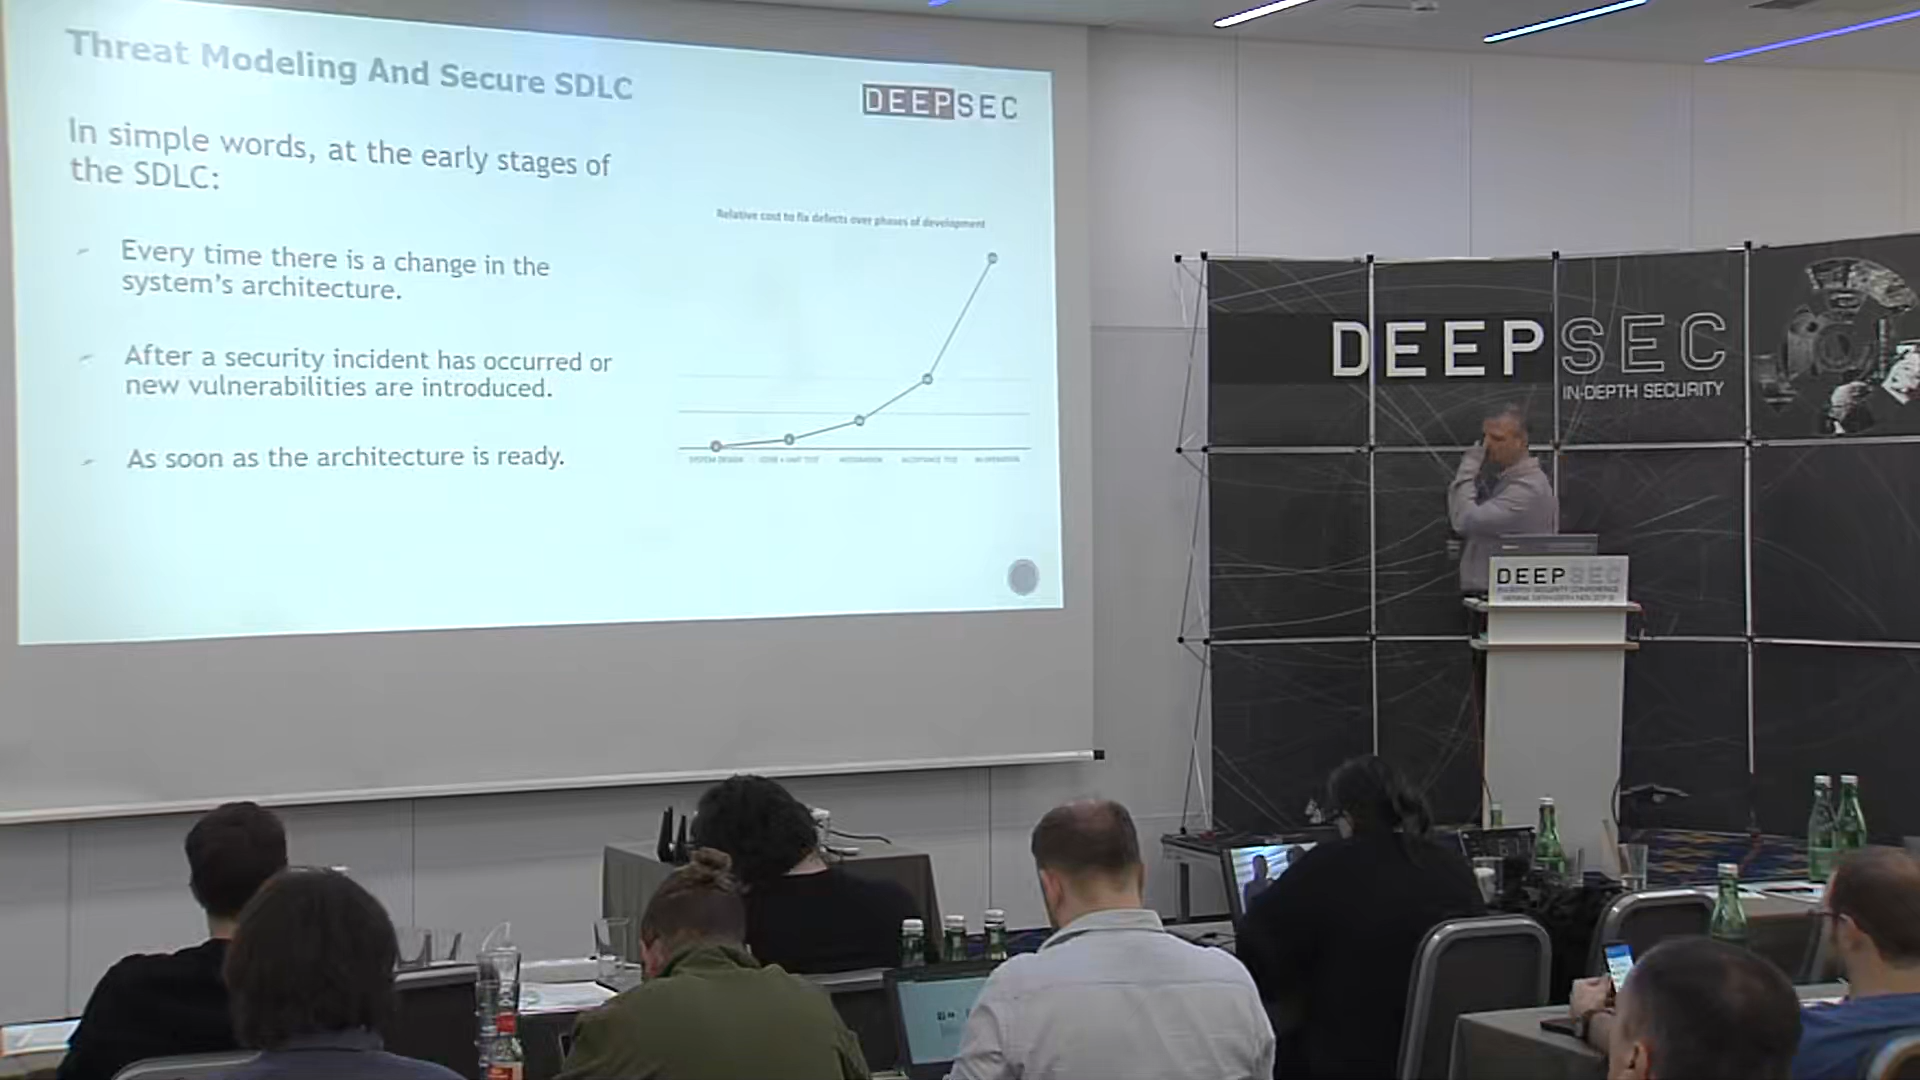 Threat Modeling And Secure SDLC
DEEPSEC
In simple words, at the early stages of
the SDLC:
Every time there is a change in the
system's architecture.
After a security incident has occurred or
new vulnerabilities are introduced.
As soon as the architecture is ready.
Relative cost to fix defects over phases of development
SYSTEM DESIGN
DEEPSEC
IN-DEPTH SECURITY
DEEPSEC